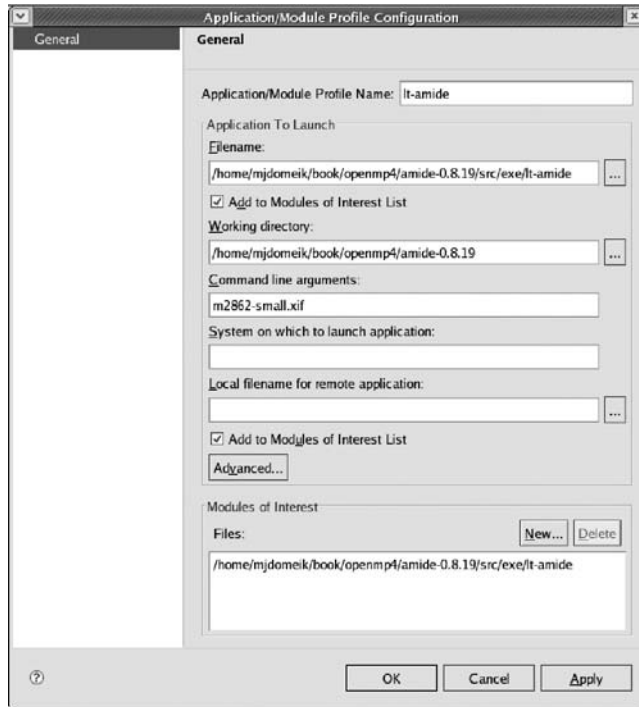 Application/Module Profile Configuration
General
General
Application/Module Profile Name: lt-amide
Application To Launch
Filename:
/home/mjdomeik/book/openmp4/amide-0.8.19/src/exe/lt-amide ...
Add to Modules of Interest List
Working directory:
/home/mjdomeik/book/openmp4/amide-0.8.19 ...
Command line arguments:
m2862-small.xif
System on which to launch application:
Local filename for remote application:
...
Add to Modules of Interest List
Advanced...
Modules of Interest
Files: New... Delete
/home/mjdomeik/book/openmp4/amide-0.8.19/src/exe/lt-amide
? OK Cancel Apply